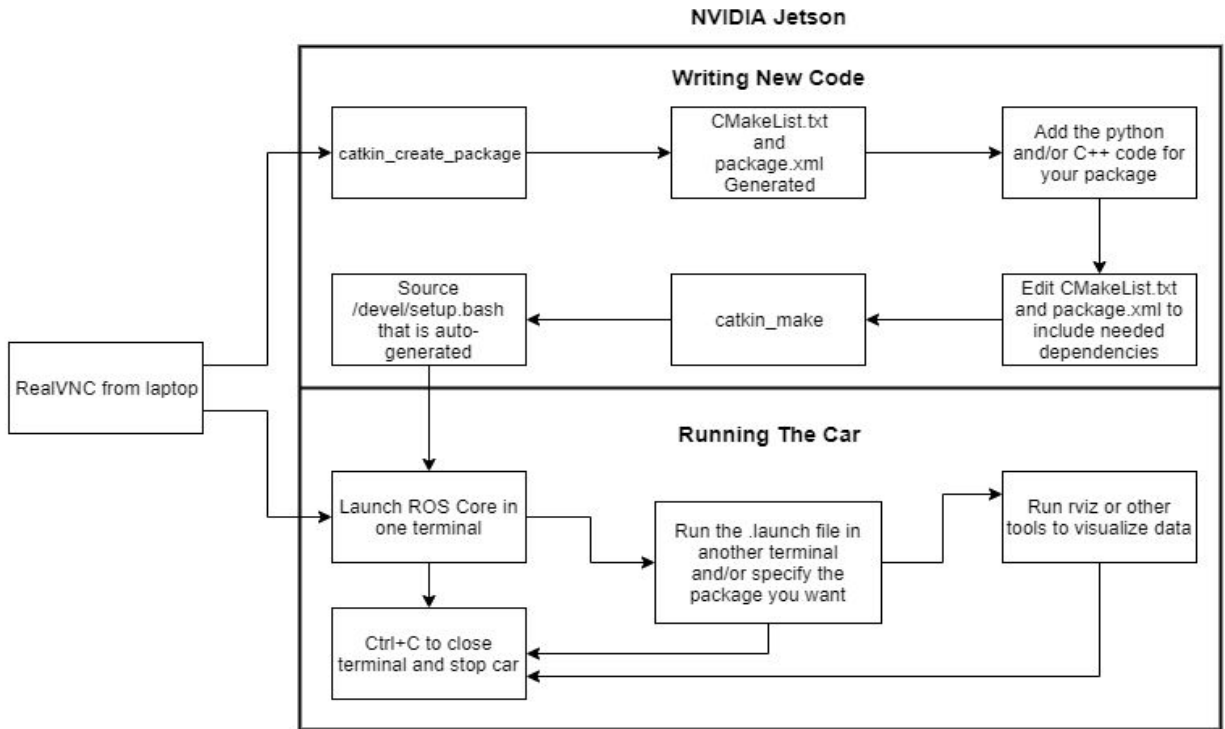 NVIDIA Jetson
Writing New Code
catkin_create_package
CMakeList.txt
and
package.xml
Generated
Add the python
and/or C++ code for
your package
Source
/devel/setup.bash
that is auto-
generated
catkin_make
Edit CMakeList.txt
and package.xml to
include needed
dependencies
RealVNC from laptop
Running The Car
Launch ROS Core in
one terminal
Run the .launch file in
another terminal
and/or specify the
package you want
Run rviz or other
tools to visualize data
Ctrl+C to close
terminal and stop car